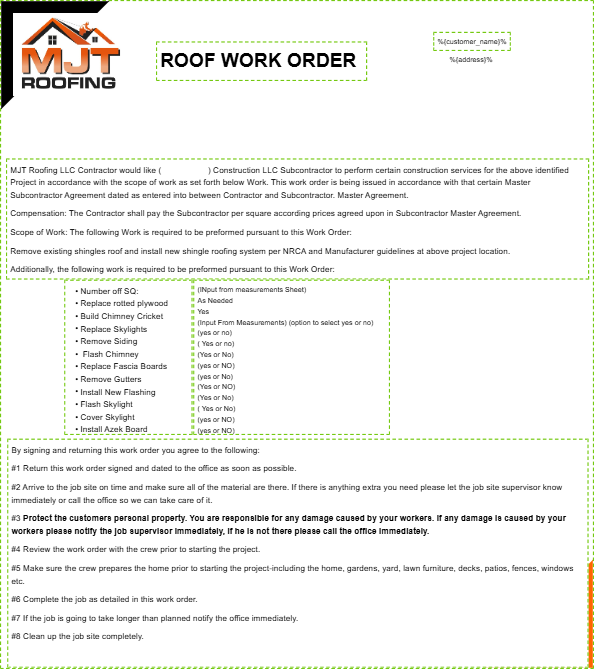 MJT
ROOFING
ROOF WORK ORDER
%{customer_name}%
%{address}%
MJT Roofing LLC Contractor would like ( ) Construction LLC Subcontractor to perform certain construction services for the above identified
Project in accordance with the scope of work as set forth below Work. This work order is being issued in accordance with that certain Master
Subcontractor Agreement dated as entered into between Contractor and Subcontractor. Master Agreement.
Compensation: The Contractor shall pay the Subcontractor per square according prices agreed upon in Subcontractor Master Agreement.
Scope of Work: The following Work is required to be preformed pursuant to this Work Order:
Remove existing shingles roof and install new shingle roofing system per NRCA and Manufacturer guidelines at above project location.
Additionally, the following work is required to be preformed pursuant to this Work Order:
• Number off SQ:
• Replace rotted plywood
• Build Chimney Cricket
• Replace Skylights
• Remove Siding
• Flash Chimney
• Replace Fascia Boards
• Remove Gutters
• Install New Flashing
• Flash Skylight
• Cover Skylight
• Install Azek Board
(INput from measurements Sheet)
As Needed
Yes
(Input From Measurements) (option to select yes or no)
(yes or no)
( Yes or no)
(Yes or No)
(yes or NO)
(yes or No)
(Yes or NO)
(Yes or No)
( Yes or No)
(yes or NO)
(yes or NO)
By signing and returning this work order you agree to the following:
#1 Return this work order signed and dated to the office as soon as possible.
#2 Arrive to the job site on time and make sure all of the material are there. If there is anything extra you need please let the job site supervisor know
immediately or call the office so we can take care of it.
#3 Protect the customers personal property. You are responsible for any damage caused by your workers. If any damage is caused by your
workers please notify the job supervisor immediately, if he is not there please call the office immediately.
#4 Review the work order with the crew prior to starting the project.
#5 Make sure the crew prepares the home prior to starting the project-including the home, gardens, yard, lawn furniture, decks, patios, fences, windows
etc.
#6 Complete the job as detailed in this work order.
#7 If the job is going to take longer than planned notify the office immediately.
#8 Clean up the job site completely.